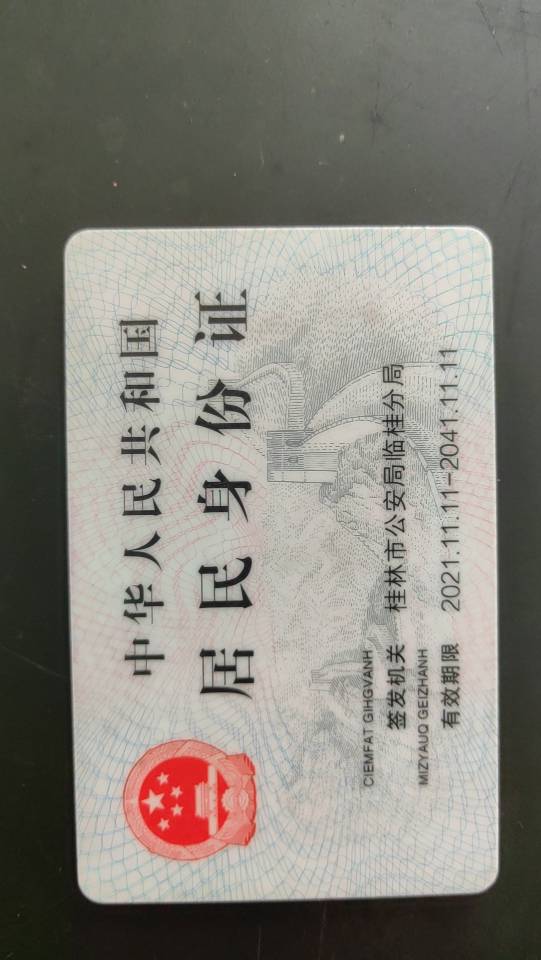 中华人民共和国
居民身份证
CIEMFAT GIHGVANH
签发机关 桂林市公安局临桂分局
MIZYAUQ GEIZHANH
有效期限 2021.11.11-2041.11.11